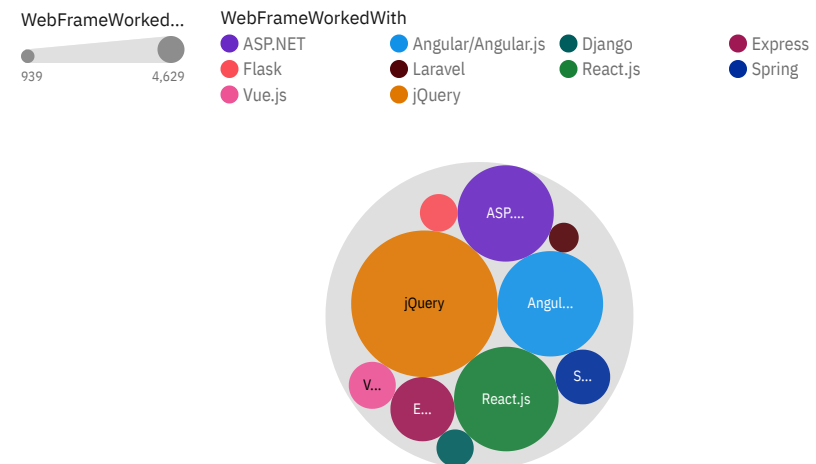 WebFrameWorked...
939
4,629
WebFrameWorkedWith
ASP.NET
Angular/Angular.js
Django
Express
Flask
Laravel
React.js
Spring
Vue.js
jQuery
ASP....
jQuery
Angul...
S...
V...
React.js
E...